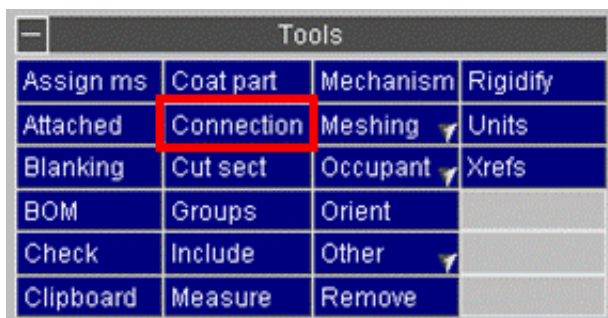 Tools
Assign ms Coat part Mechanism Rigidify
Attached Connection Meshing Units
Blanking Cut sect Occupant Xrefs
BOM Groups Orient
Check Include Other
Clipboard Measure Remove